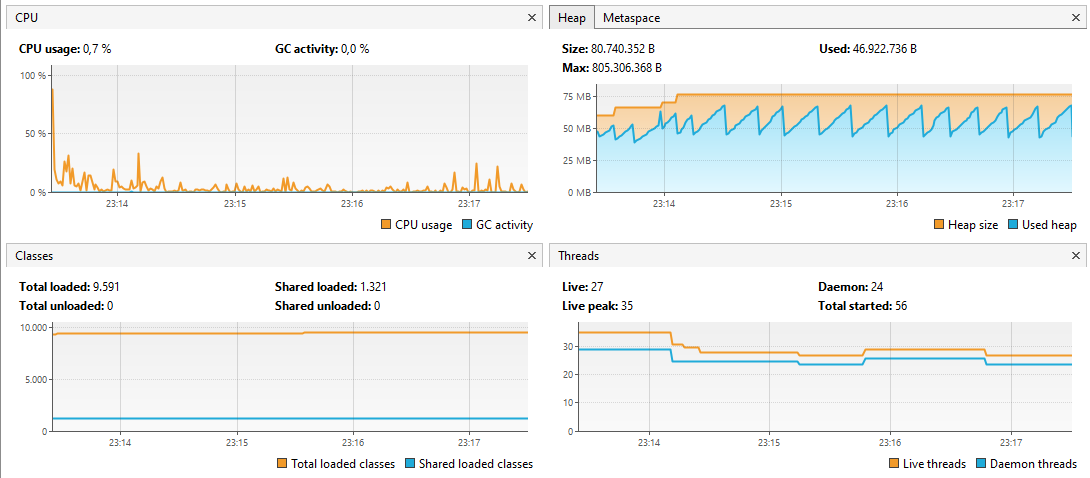 CPU
CPU usage: 0,7 % GC activity: 0,0 %
100 %
50 %
0 %
23:14 23:15 23:16 23:17
CPU usage GC activity
Heap Metaspace
Size: 80.740.352 B Used: 46.922.736 B
Max: 805.306.368 B
75 MB
50 MB
25 MB
0 MB
23:14 23:15 23:16 23:17
Heap size Used heap
Classes
Total loaded: 9.591 Shared loaded: 1.321
Total unloaded: 0 Shared unloaded: 0
10.000
5.000
0
23:14 23:15 23:16 23:17
Total loaded classes Shared loaded classes
Threads
Live: 27 Daemon: 24
Live peak: 35 Total started: 56
30
20
10
0
23:14 23:15 23:16 23:17
Live threads Daemon threads